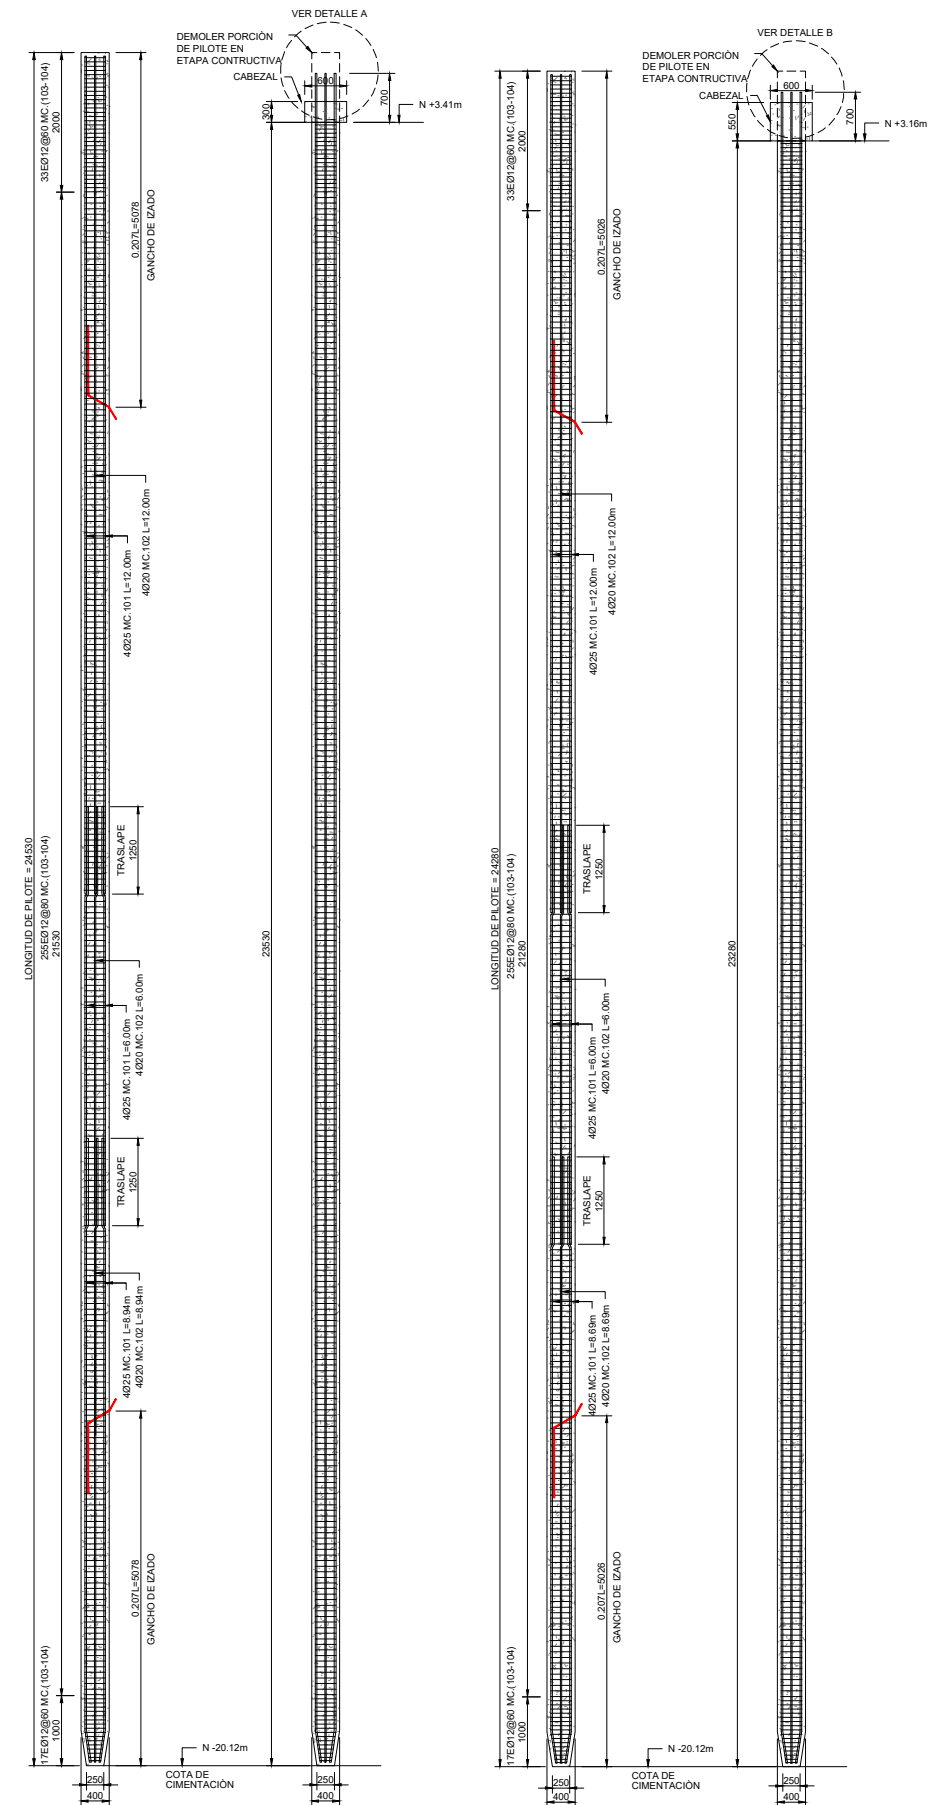 VER DETALLE A
DEMOLER PORCIÒN
DE PILOTE EN
ETAPA CONTRUCTIVA
CABEZAL
600
300
700
N +3.41m
33EØ12@60 MC.(103-104)
2000
0.207L=5078
GANCHO DE IZADO
4Ø20 MC.102 L=12.00m
4Ø25 MC.101 L=12.00m
TRASLAPE
1250
LONGITUD DE PILOTE = 24530
255EØ12@80 MC.(103-104)
21530
23530
4Ø25 MC.101 L=6.00m
4Ø20 MC.102 L=6.00m
TRASLAPE
1250
4Ø25 MC.101 L=8.94m
4Ø20 MC.102 L=8.94m
0.207L=5078
GANCHO DE IZADO
17EØ12@60 MC.(103-104)
1000
N -20.12m
COTA DE
CIMENTACIÒN
250
400
250
400
VER DETALLE B
DEMOLER PORCIÒN
DE PILOTE EN
ETAPA CONTRUCTIVA
CABEZAL
600
550
700
N +3.16m
33EØ12@60 MC.(103-104)
2000
0.207L=5026
GANCHO DE IZADO
4Ø20 MC.102 L=12.00m
4Ø25 MC.101 L=12.00m
TRASLAPE
1250
LONGITUD DE PILOTE = 24280
255EØ12@80 MC.(103-104)
21280
23280
4Ø25 MC.101 L=6.00m
4Ø20 MC.102 L=6.00m
TRASLAPE
1250
4Ø25 MC.101 L=8.69m
4Ø20 MC.102 L=8.69m
0.207L=5026
GANCHO DE IZADO
17EØ12@60 MC.(103-104)
1000
N -20.12m
COTA DE
CIMENTACIÒN
250
400
250
400